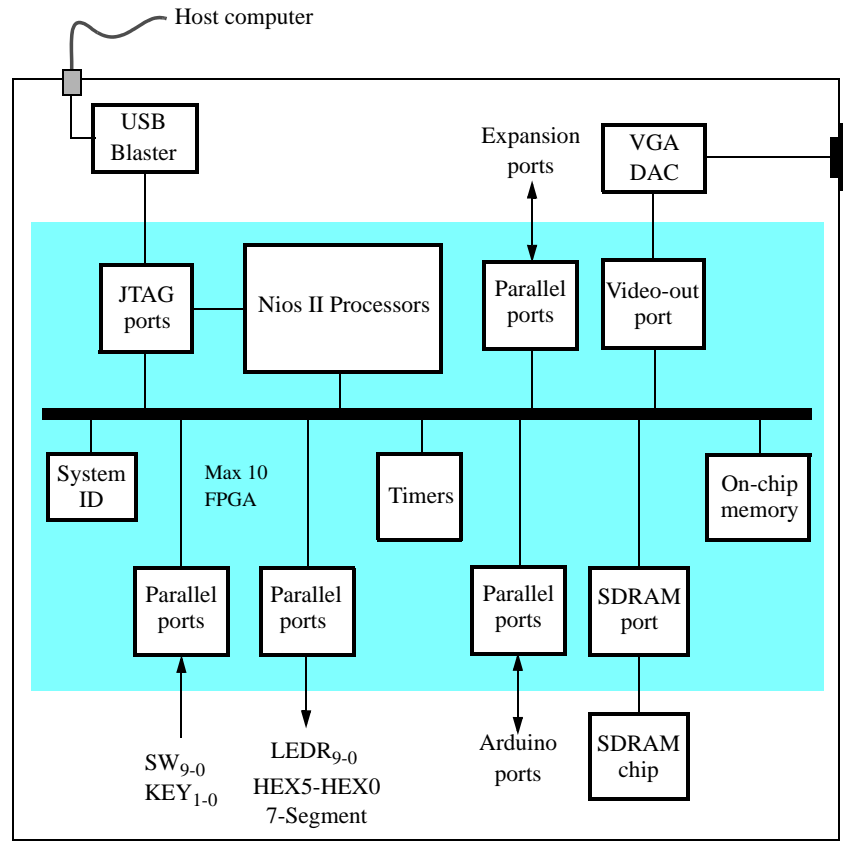 Host computer
USB
Blaster
Expansion
ports
VGA
DAC
JTAG
ports
Nios II Processors
Parallel
ports
Video-out
port
System
ID
Max 10
FPGA
Timers
On-chip
memory
Parallel
ports
Parallel
ports
Parallel
ports
SDRAM
port
SW9-0
KEY1-0
LEDR9-0
HEX5-HEX0
7-Segment
Arduino
ports
SDRAM
chip